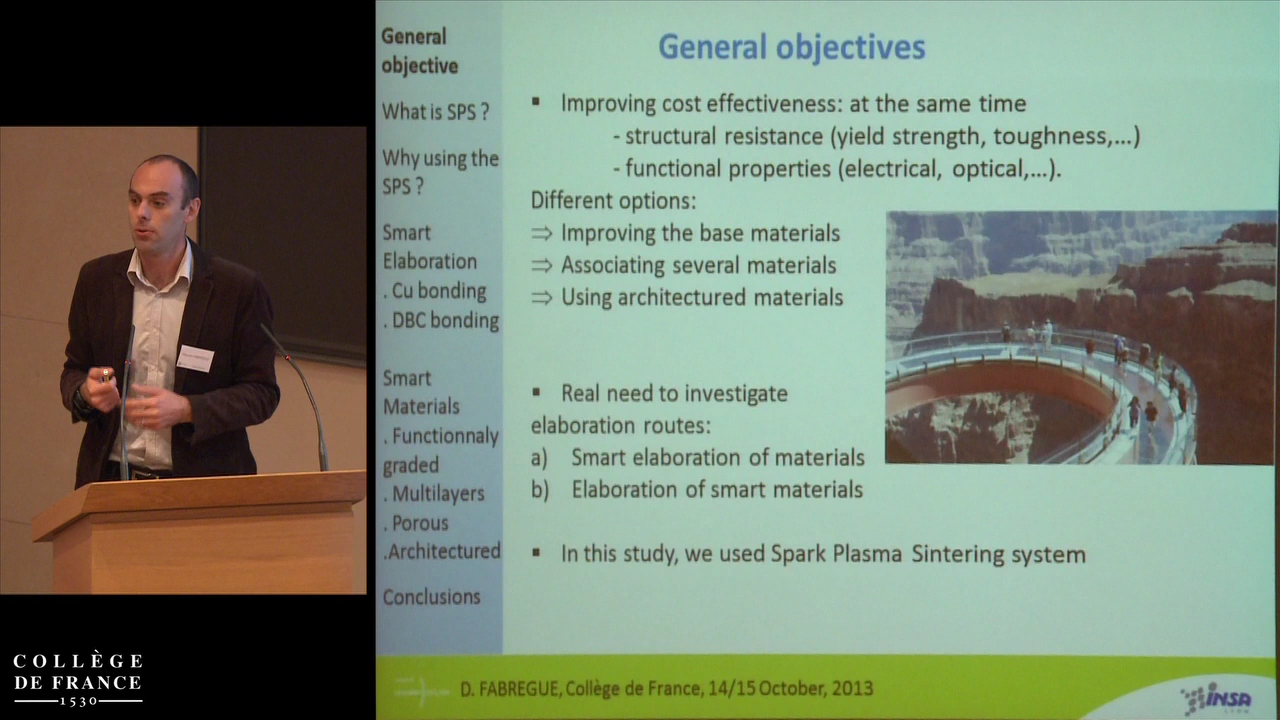 General
objective
What is SPS ?
Why using the
SPS ?
Smart
Elaboration
. Cu bonding
. DBC bonding
Smart
Materials
. Functionnaly
graded
. Multilayers
. Porous
.Architectured
Conclusions
General objectives
▪ Improving cost effectiveness: at the same time
- structural resistance (yield strength, toughness,...)
- functional properties (electrical, optical,...).
Different options:
⇒ Improving the base materials
⇒ Associating several materials
⇒ Using architectured materials
▪ Real need to investigate
elaboration routes:
a) Smart elaboration of materials
b) Elaboration of smart materials
▪ In this study, we used Spark Plasma Sintering system
D. FABREGUE, Collège de France, 14/15 October, 2013
INSA
COLLÈGE
DE FRANCE
1530